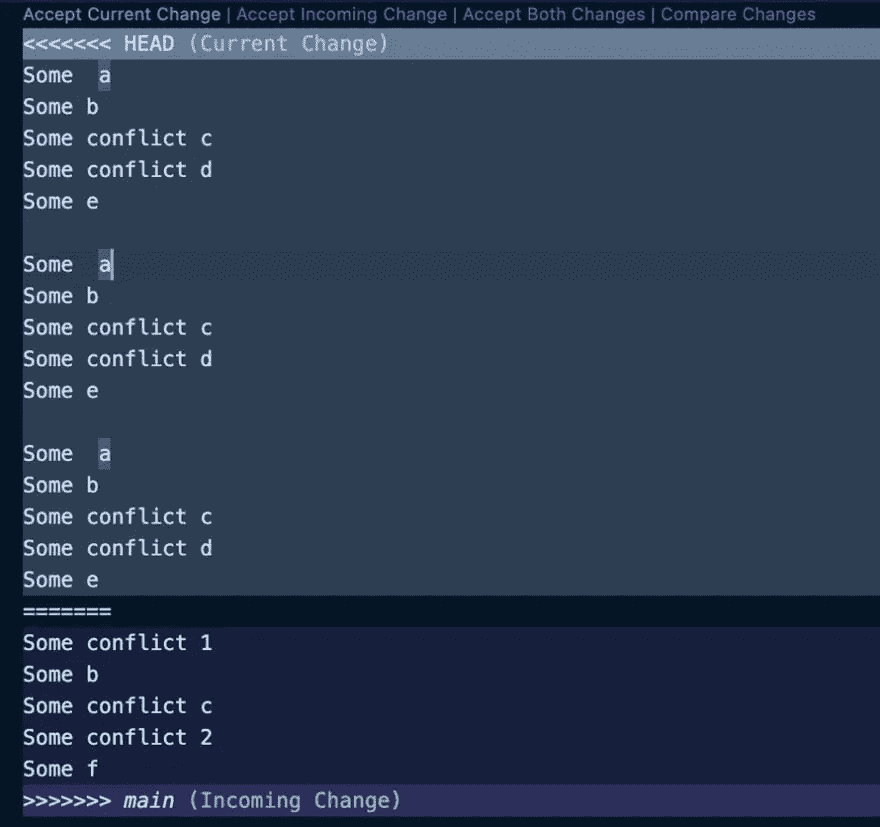 Accept Current Change | Accept Incoming Change | Accept Both Changes | Compare Changes
<<<<<<< HEAD (Current Change)
Some  a
Some b
Some conflict c
Some conflict d
Some e
Some  a
Some b
Some conflict c
Some conflict d
Some e
Some  a
Some b
Some conflict c
Some conflict d
Some e
=======
Some conflict 1
Some b
Some conflict c
Some conflict 2
Some f
>>>>>>> main (Incoming Change)